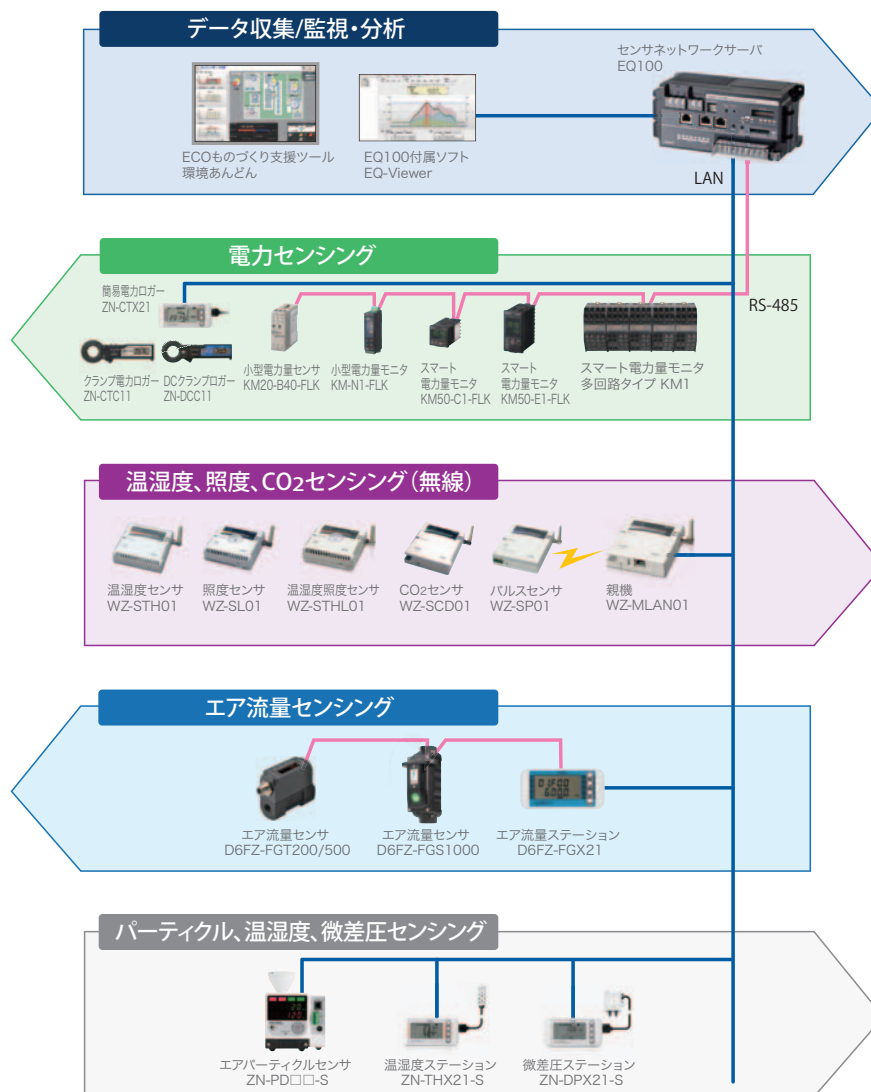 データ収集/監視・分析
センサネットワークサーバ
EQ100
ECOものづくり支援ツール
環境あんどん
EQ100付属ソフト
EQ-Viewer
LAN
電力センシング
簡易電力ロガー
ZN-CTX21
RS-485
クランプ電力ロガー
ZN-CTC11
DCクランプロガー
ZN-DCC11
小型電力量センサ
KM20-B40-FLK
小型電力量モニタ
KM-N1-FLK
スマート
電力量モニタ
KM50-C1-FLK
スマート
電力量モニタ
KM50-E1-FLK
スマート電力量モニタ
多回路タイプ KM1
温湿度、照度、CO2センシング(無線)
温湿度センサ
WZ-STH01
照度センサ
WZ-SL01
温湿度照度センサ
WZ-STHL01
CO2センサ
WZ-SCD01
パルスセンサ
WZ-SP01
親機
WZ-MLAN01
エア流量センシング
エア流量センサ
D6FZ-FGT200/500
エア流量センサ
D6FZ-FGS1000
エア流量ステーション
D6FZ-FGX21
パーティクル、温湿度、微差圧センシング
エアパーティクルセンサ
ZN-PD□□-S
温湿度ステーション
ZN-THX21-S
微差圧ステーション
ZN-DPX21-S